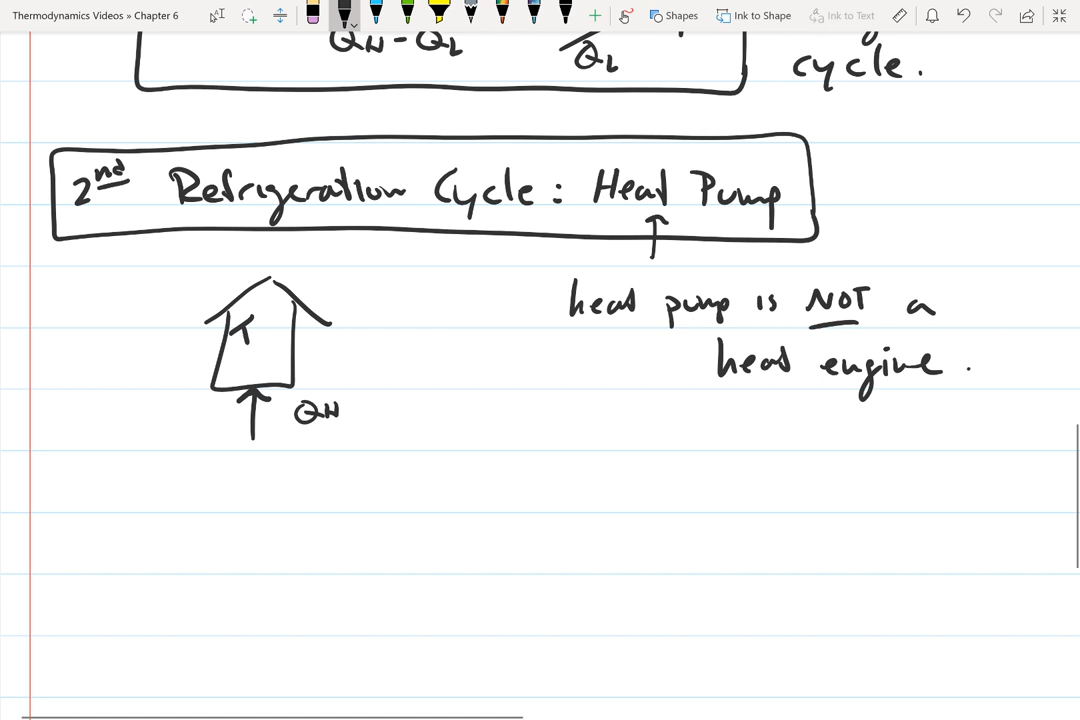 Thermodynamics Videos » Chapter 6
Shapes
Ink to Shape
Ink to Text
QH - QL
QL
cycle.
2nd Refrigeration Cycle: Heat Pump
heat pump is NOT a
heat engine.
T
QH